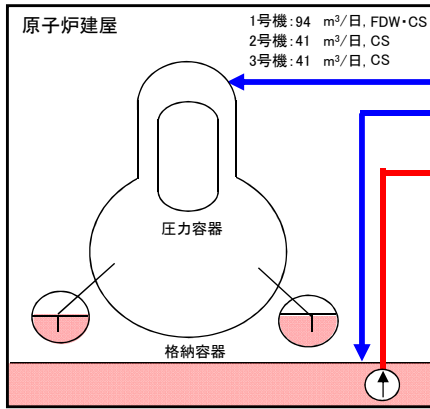 原子炉建屋
1号機:94 m³/日, FDW・CS
2号機:41 m³/日, CS
3号機:41 m³/日, CS
圧力容器
格納容器